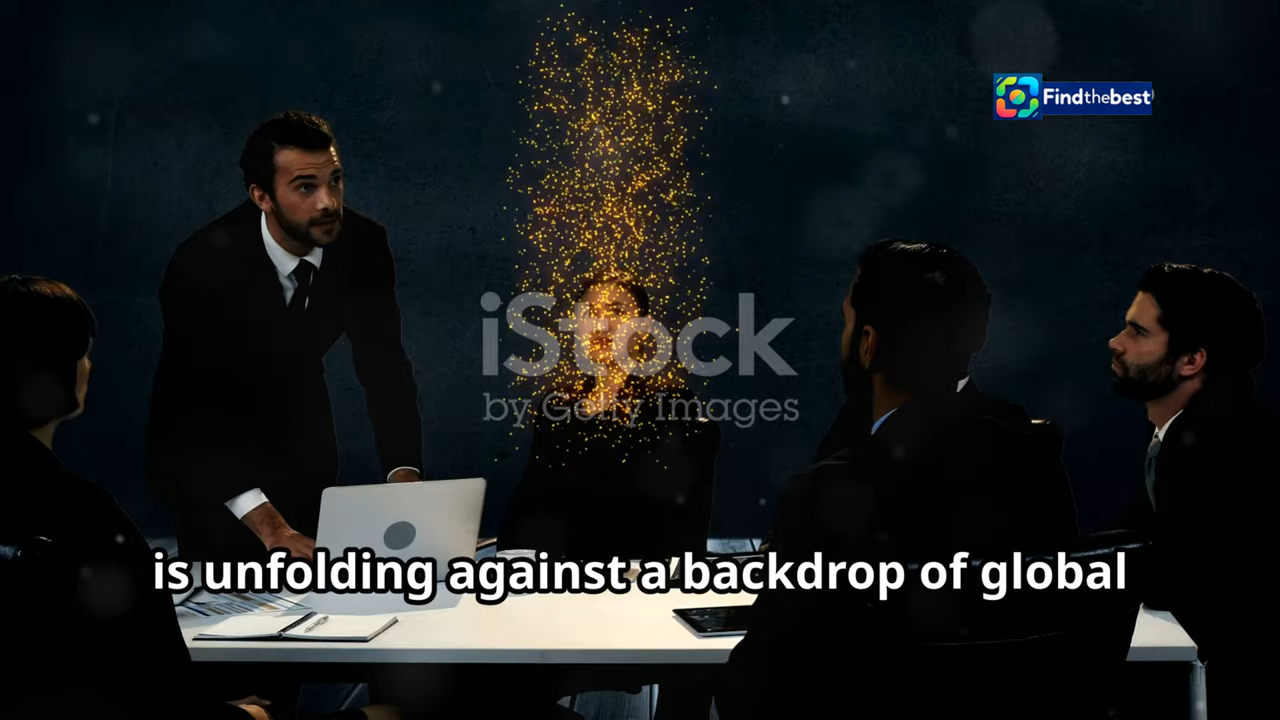 Findthebest
iStock
by Getty Images
is unfolding against a backdrop of global